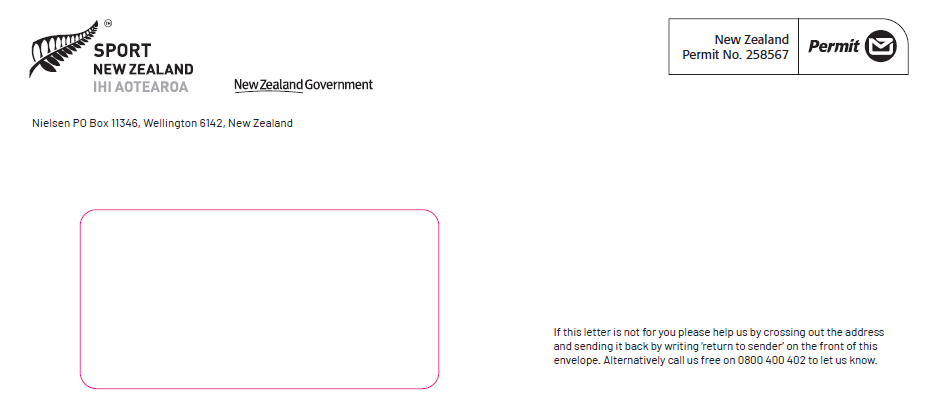 SPORT
NEW ZEALAND
IHI AOTEAROA
New Zealand Government
New Zealand
Permit No. 258567
Permit
Nielsen PO Box 11346, Wellington 6142, New Zealand
If this letter is not for you please help us by crossing out the address
and sending it back by writing 'return to sender' on the front of this
envelope. Alternatively call us free on 0800 400 402 to let us know.